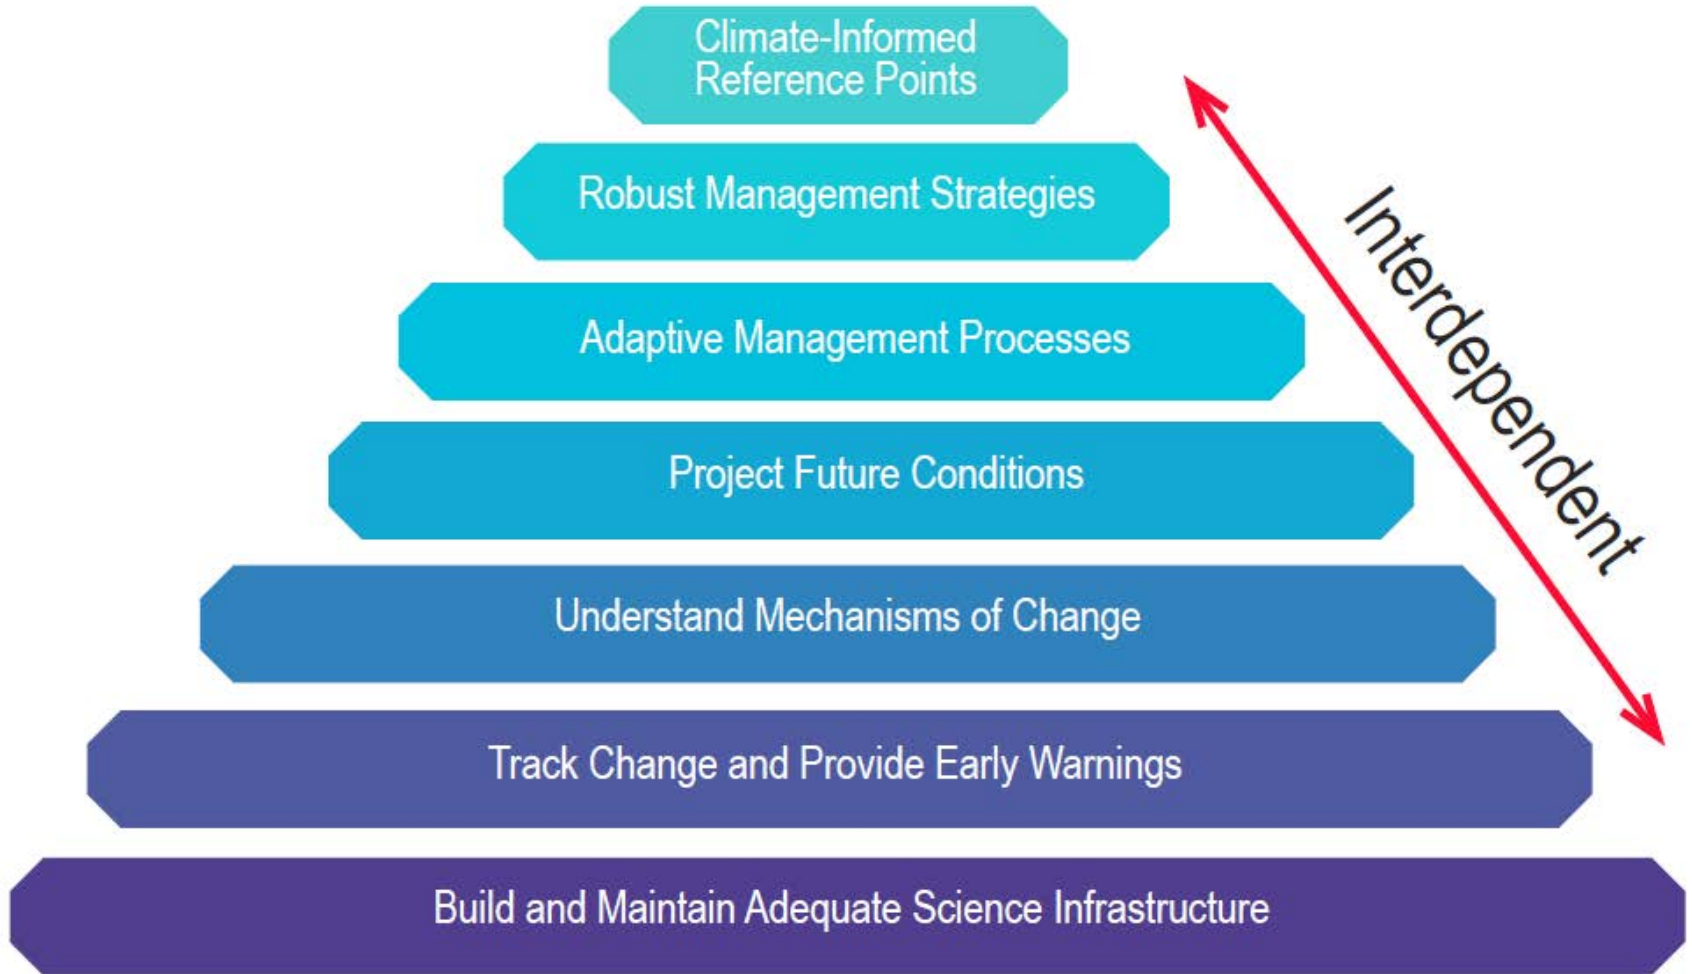 Climate-Informed
Reference Points
Robust Management Strategies
Adaptive Management Processes
Project Future Conditions
Understand Mechanisms of Change
Track Change and Provide Early Warnings
Build and Maintain Adequate Science Infrastructure
Interdependent